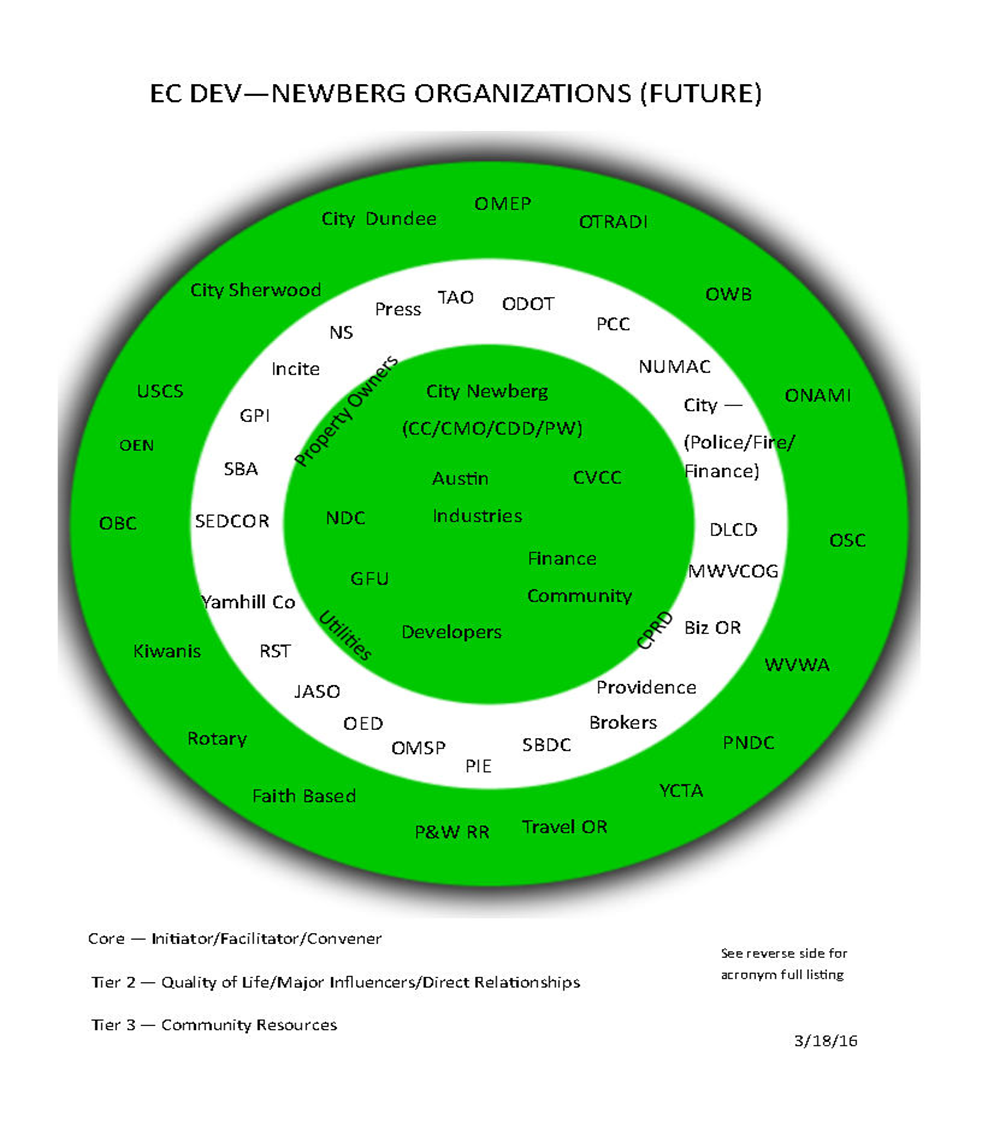 EC DEV—NEWBERG ORGANIZATIONS (FUTURE)
OMEP
City Dundee
OTRADI
City Sherwood
OWB
USCS
ONAMI
OEN
OBC
OSC
Kiwanis
WVWA
Rotary
PNDC
Faith Based
YCTA
P&W RR
Travel OR
TAO
ODOT
Press
NS
PCC
Incite
NUMAC
GPI
City —
(Police/Fire/
Finance)
SBA
SEDCOR
DLCD
MWVCOG
Yamhill Co
Biz OR
RST
JASO
Providence
OED
Brokers
OMSP
SBDC
PIE
Property Owners
City Newberg
(CC/CMO/CDD/PW)
Austin
Industries
CVCC
NDC
Finance
Community
GFU
Developers
Utilities
CPRD
Core — Initiator/Facilitator/Convener
Tier 2 — Quality of Life/Major Influencers/Direct Relationships
Tier 3 — Community Resources
See reverse side for
acronym full listing
3/18/16